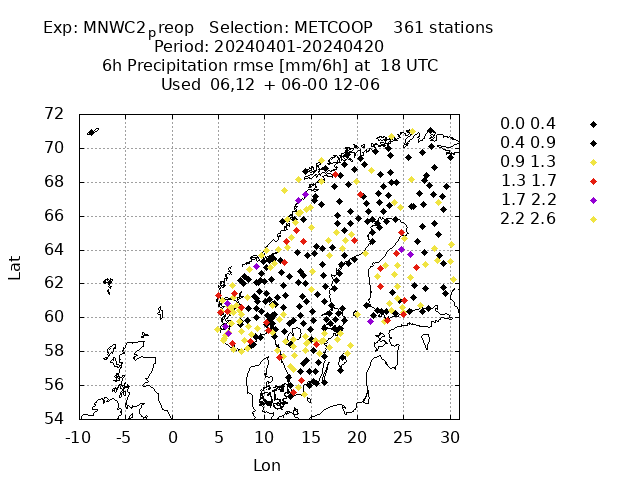 Exp: MNWC2preop Selection: METCOOP 361 stations
Period: 20240401-20240420
6h Precipitation rmse [mm/6h] at 18 UTC
Used 06,12 + 06-00 12-06
72
70
68
66
64
62
60
58
56
54
-10 -5 0 5 10 15 20 25 30
Lat
Lon
0.0 0.4
0.4 0.9
0.9 1.3
1.3 1.7
1.7 2.2
2.2 2.6